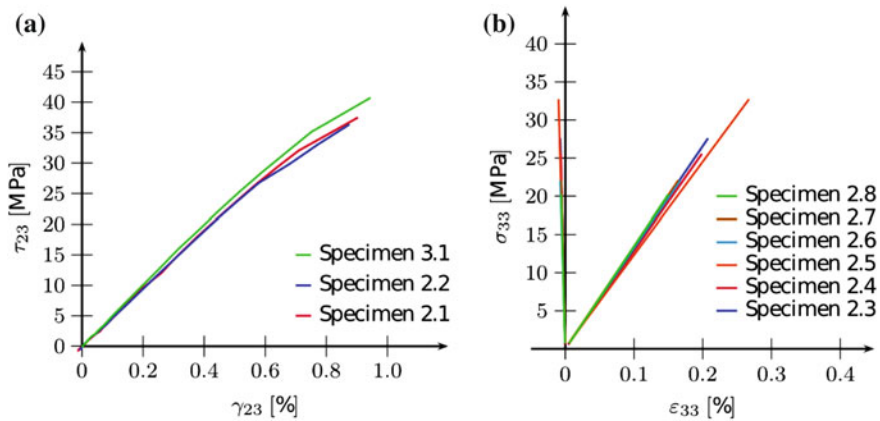 (a)
45
40
35
30
25
20
15
10
5
0
τ23 [MPa]
Specimen 3.1
Specimen 2.2
Specimen 2.1
0 0.2 0.4 0.6 0.8 1.0
γ23 [%]
(b)
40
35
30
25
20
15
10
5
σ33 [MPa]
Specimen 2.8
Specimen 2.7
Specimen 2.6
Specimen 2.5
Specimen 2.4
Specimen 2.3
0 0.1 0.2 0.3 0.4
ε33 [%]